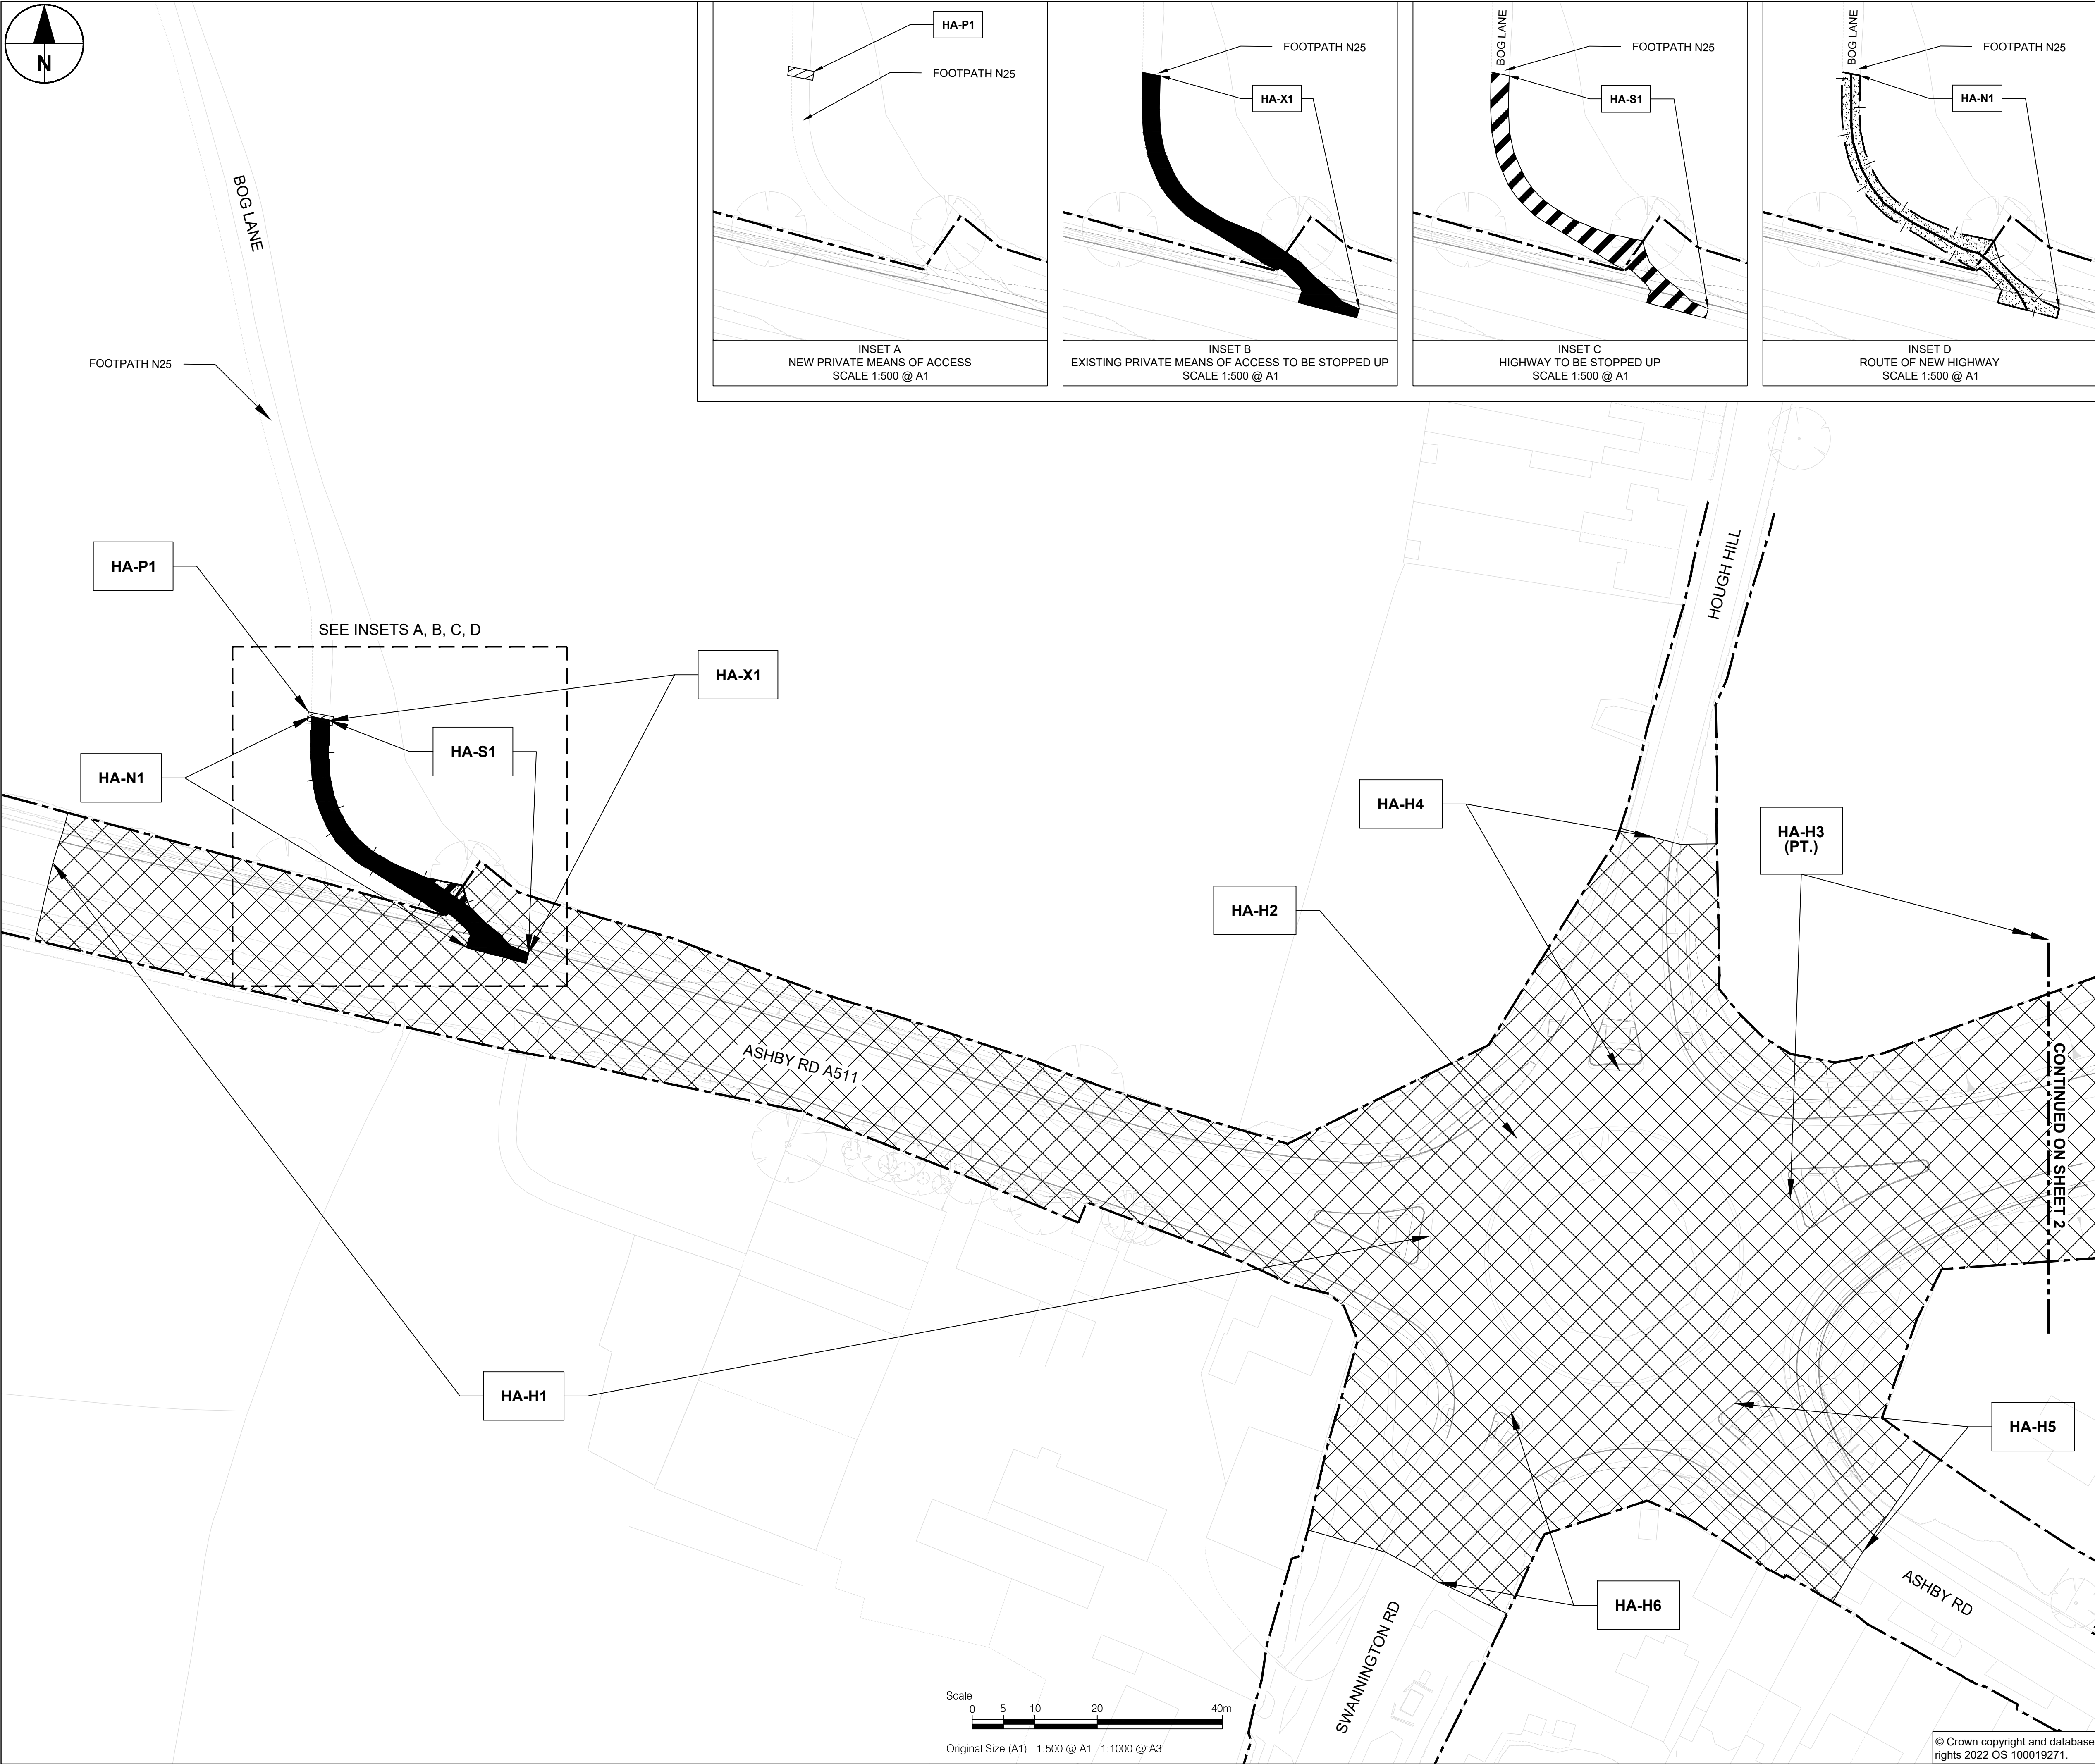 N
HA-P1
FOOTPATH N25
INSET A
NEW PRIVATE MEANS OF ACCESS
SCALE 1:500 @ A1
FOOTPATH N25
HA-X1
INSET B
EXISTING PRIVATE MEANS OF ACCESS TO BE STOPPED UP
SCALE 1:500 @ A1
BOG LANE
FOOTPATH N25
HA-S1
INSET C
HIGHWAY TO BE STOPPED UP
SCALE 1:500 @ A1
BOG LANE
FOOTPATH N25
HA-N1
INSET D
ROUTE OF NEW HIGHWAY
SCALE 1:500 @ A1
BOG LANE
FOOTPATH N25
HA-P1
SEE INSETS A, B, C, D
HA-X1
HA-S1
HA-N1
HOUGH HILL
HA-H4
HA-H3
(PT.)
HA-H2
ASHBY RD A511
CONTINUED ON SHEET 2
HA-H1
HA-H5
HA-H6
ASHBY RD
SWANNINGTON RD
Scale
0 5 10 20 40m
Original Size (A1) 1:500 @ A1 1:1000 @ A3
© Crown copyright and database
rights 2022 OS 100019271.